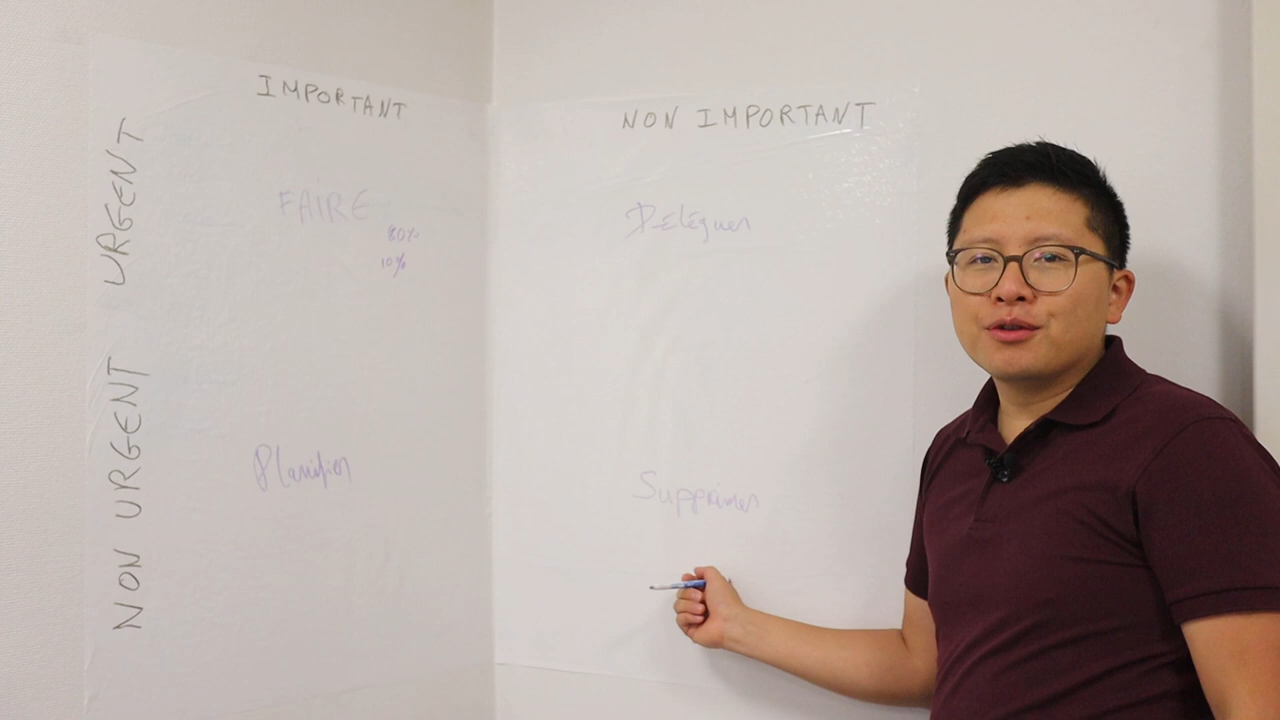 IMPORTANT
NON IMPORTANT
URGENT
FAIRE
80%
10%
Déléguer
NON URGENT
Planifier
Supprimer